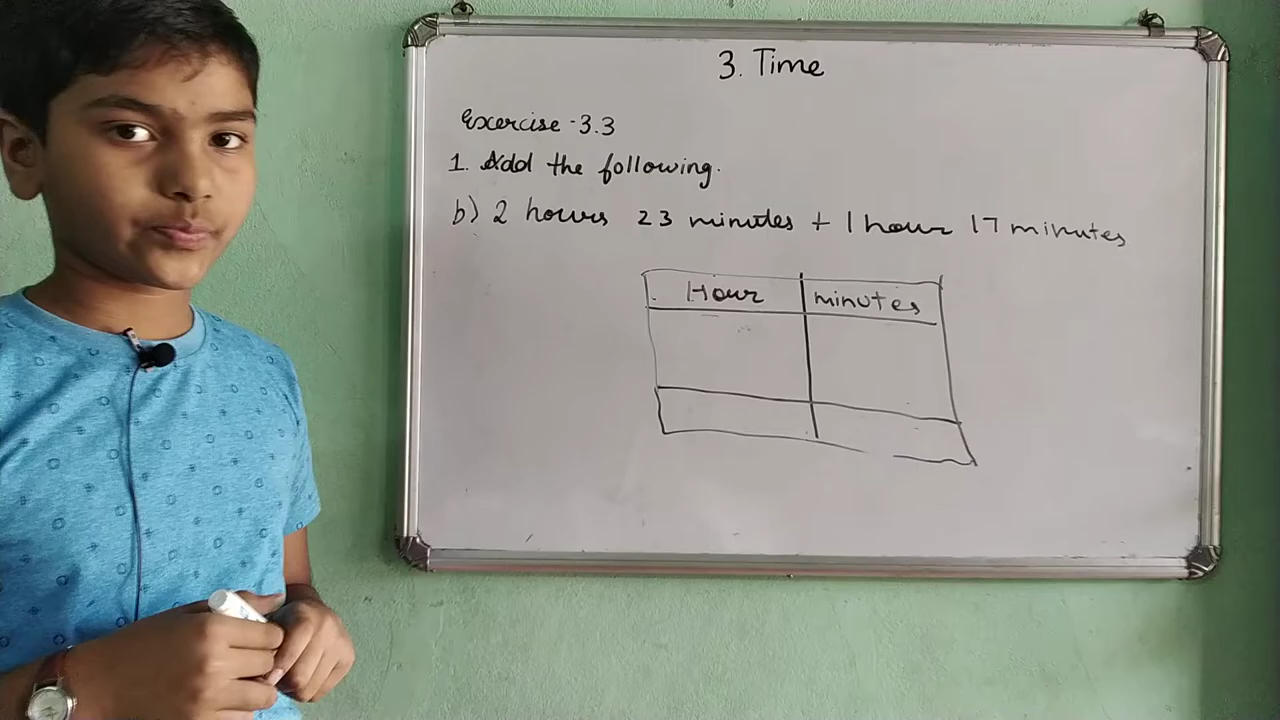 3. Time
Exercise-3.3
1. Add the following.
b) 2 hours 23 minutes + 1 hour 17 minutes
Hour minutes